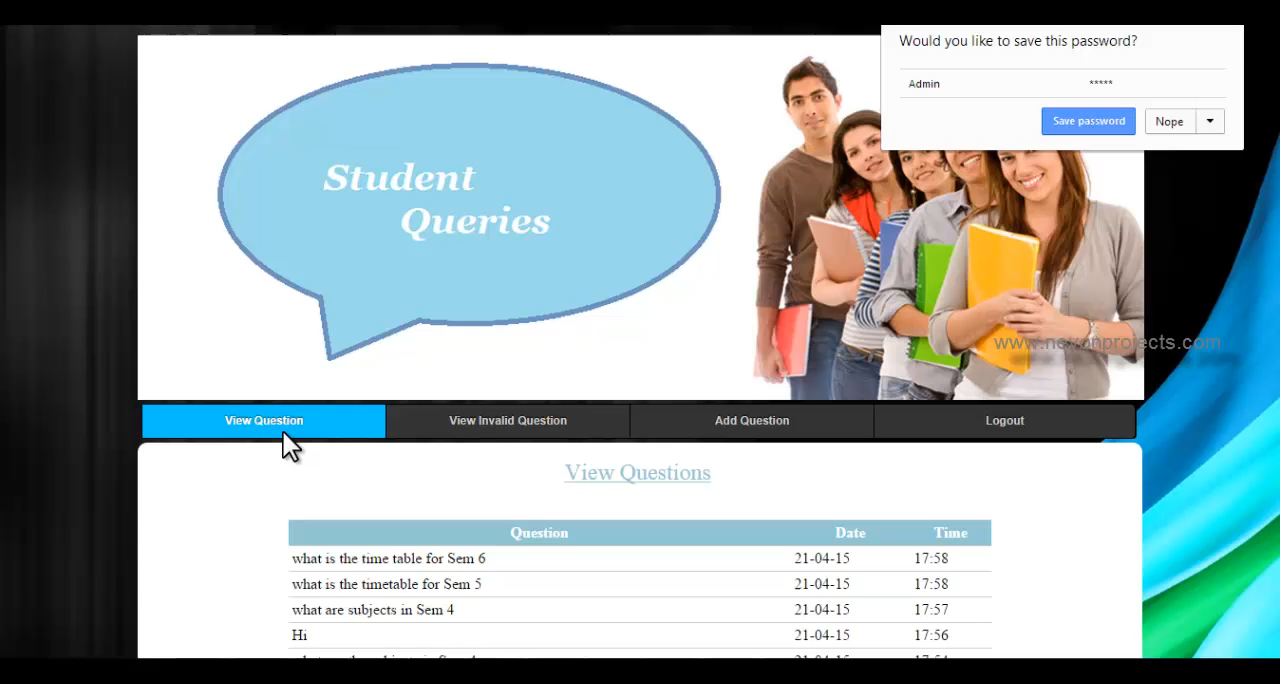 Would you like to save this password?
Admin *****
Save password Nope
Student
Queries
www.nevonprojects.com
View Question View Invalid Question Add Question Logout
View Questions
Question Date Time
what is the time table for Sem 6 21-04-15 17:58
what is the timetable for Sem 5 21-04-15 17:58
what are subjects in Sem 4 21-04-15 17:57
Hi 21-04-15 17:56